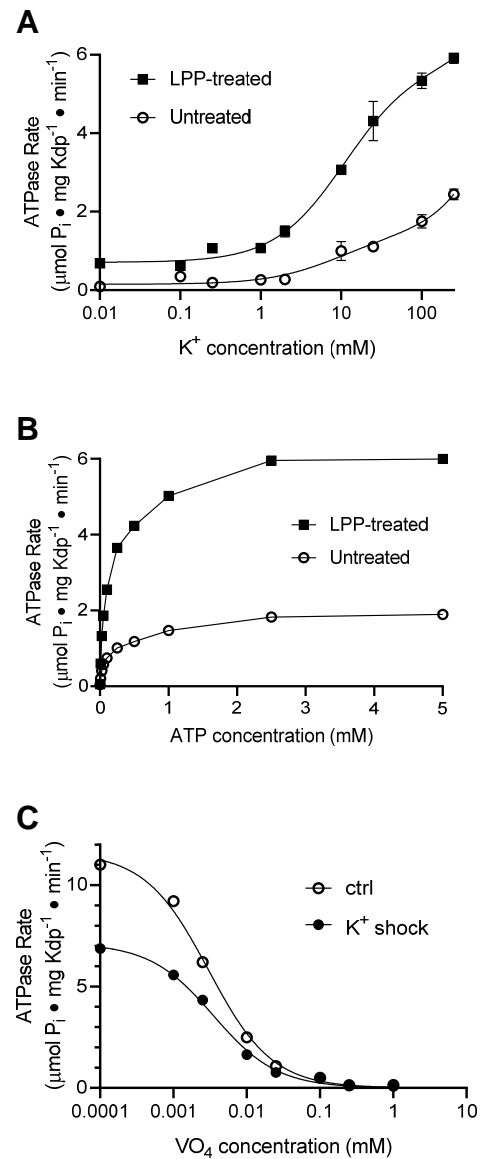 A
ATPase Rate
(μmol Pi • mg Kdp⁻¹ • min⁻¹)
6
4
2
0
LPP-treated
Untreated
0.01 0.1 1 10 100
K⁺ concentration (mM)
B
ATPase Rate
(μmol Pi • mg Kdp⁻¹ • min⁻¹)
6
4
2
0
LPP-treated
Untreated
0 1 2 3 4 5
ATP concentration (mM)
C
ATPase Rate
(μmol Pi • mg Kdp⁻¹ • min⁻¹)
10
5
0
ctrl
K⁺ shock
0.0001 0.001 0.01 0.1 1 10
VO₄ concentration (mM)